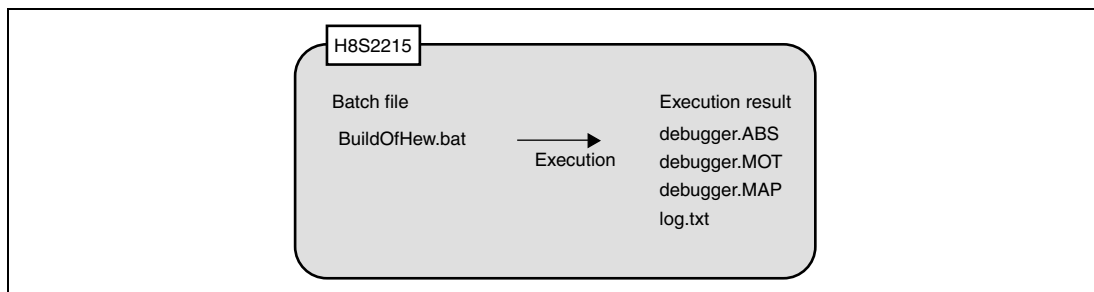 H8S2215
Batch file
BuildOfHew.bat
Execution
Execution result
debugger.ABS
debugger.MOT
debugger.MAP
log.txt